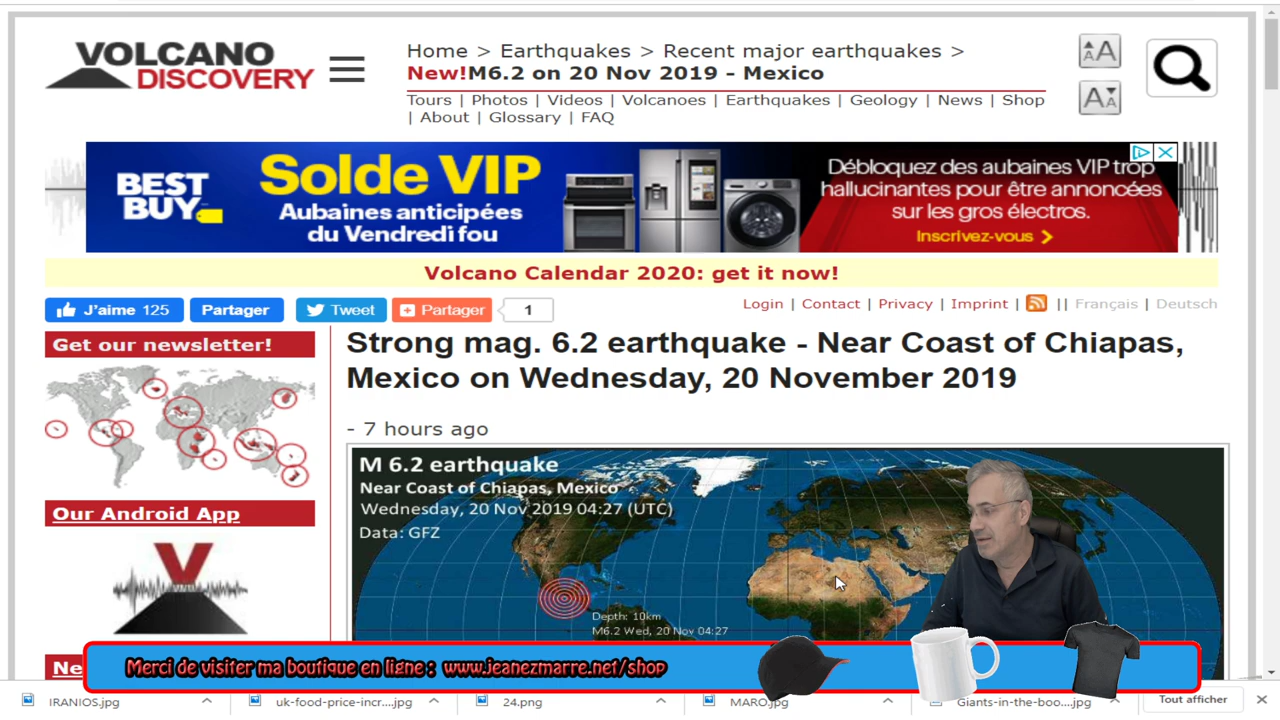 VOLCANO
DISCOVERY
Home > Earthquakes > Recent major earthquakes >
New!M6.2 on 20 Nov 2019 - Mexico
Tours | Photos | Videos | Volcanoes | Earthquakes | Geology | News | Shop
| About | Glossary | FAQ
AA
AA
BEST
BUY
Solde VIP
Aubaines anticipées
du Vendredi fou
Débloquez des aubaines VIP trop
hallucinantes pour être annoncées
sur les gros électros.
Inscrivez-vous >
Volcano Calendar 2020: get it now!
J'aime 125
Partager
Tweet
Partager
1
Login | Contact | Privacy | Imprint | || Français | Deutsch
Get our newsletter!
Strong mag. 6.2 earthquake - Near Coast of Chiapas,
Mexico on Wednesday, 20 November 2019
- 7 hours ago
M 6.2 earthquake
Near Coast of Chiapas, Mexico
Wednesday, 20 Nov 2019 04:27 (UTC)
Data: GFZ
Depth: 10km
M6.2 Wed, 20 Nov 04:27
Our Android App
V
Ne
Merci de visiter ma boutique en ligne : www.jeanezmarre.net/shop
IRANIOS.jpg
uk-food-price-incr....jpg
24.png
MARO.jpg
Giants-in-the-boo....jpg
Tout afficher